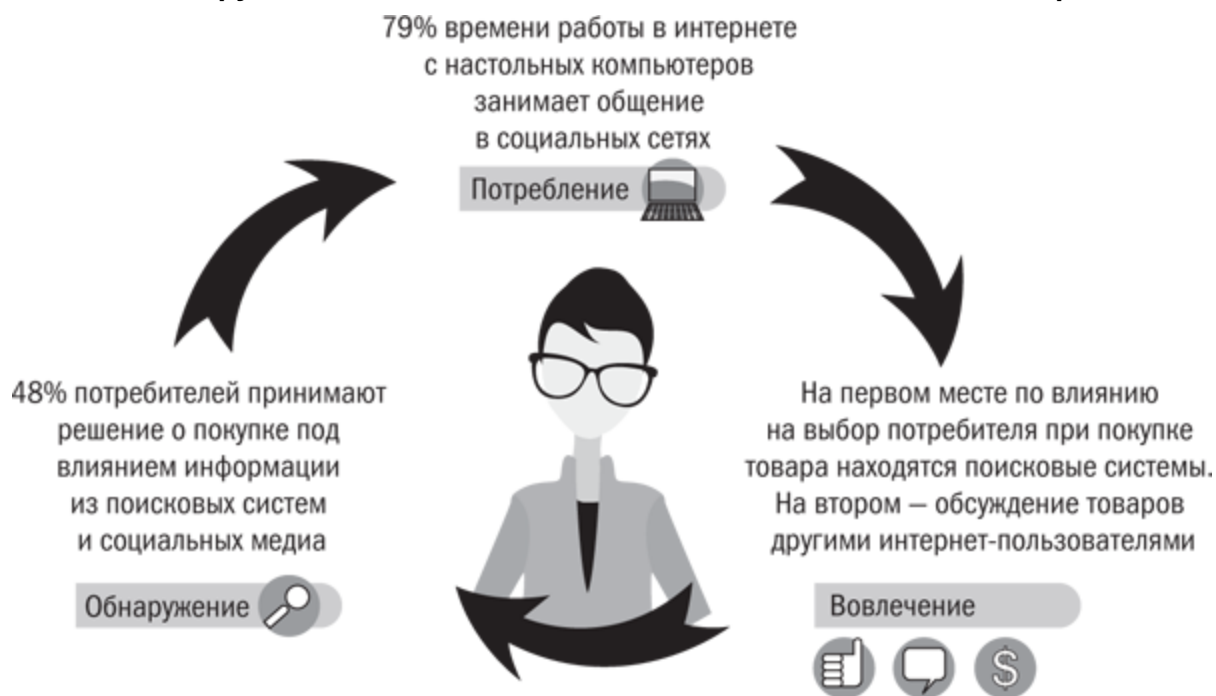 79% времени работы в интернете
с настольных компьютеров
занимает общение
в социальных сетях
Потребление
48% потребителей принимают
решение о покупке под
влиянием информации
из поисковых систем
и социальных медиа
Обнаружение
На первом месте по влиянию
на выбор потребителя при покупке
товара находятся поисковые системы.
На втором — обсуждение товаров
другими интернет-пользователями
Вовлечение
$